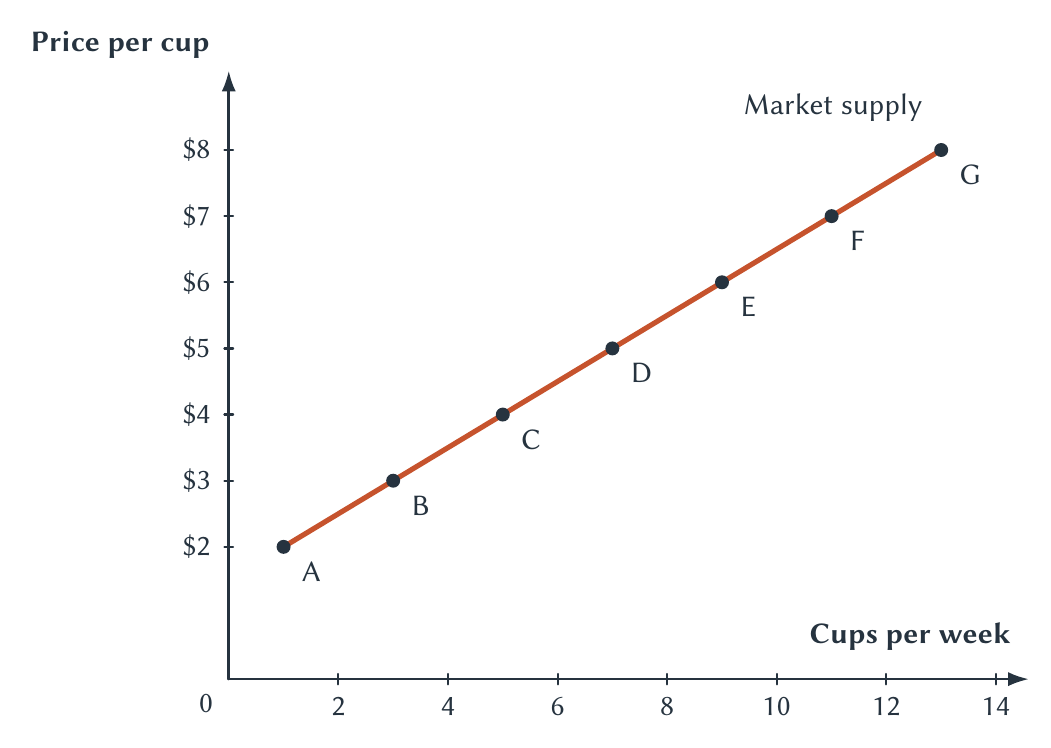 Price per cup
Market supply
$8
G
$7
F
$6
E
$5
D
$4
C
$3
B
$2
A
Cups per week
0 2 4 6 8 10 12 14